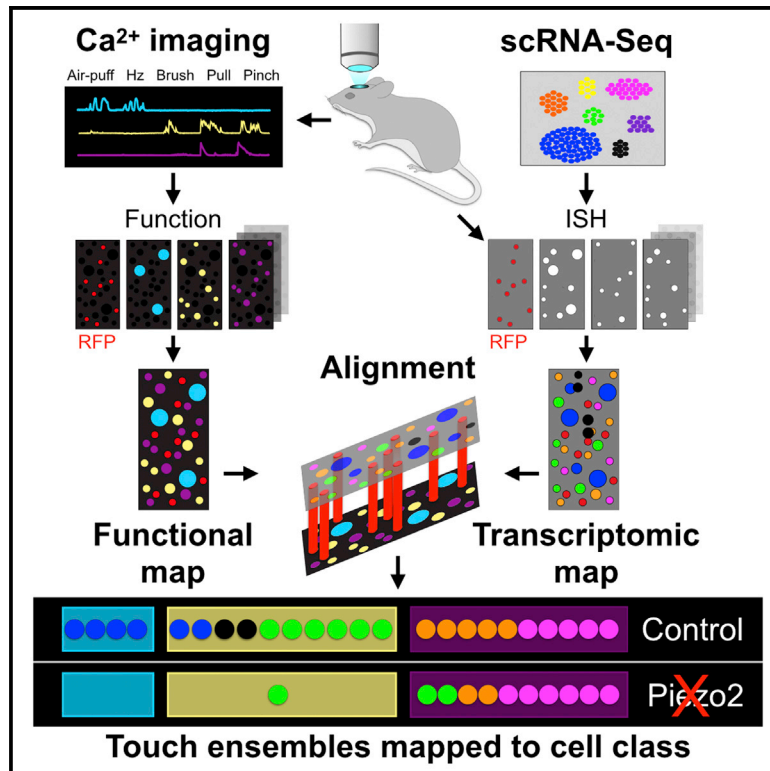 Ca²⁺ imaging
Air-puff Hz Brush Pull Pinch
scRNA-Seq
Function
ISH
RFP
RFP
Alignment
Functional map
Transcriptomic map
Control
Piezo2
Touch ensembles mapped to cell class